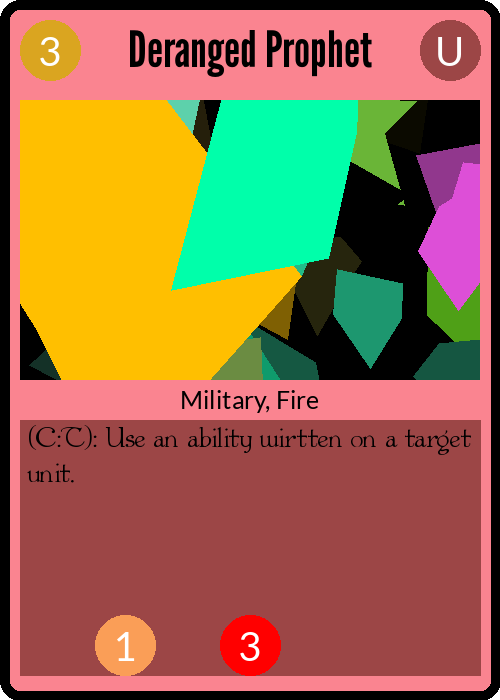 3
Deranged Prophet
U
Military, Fire
(C:T): Use an ability wirtten on a target
unit.
1
3